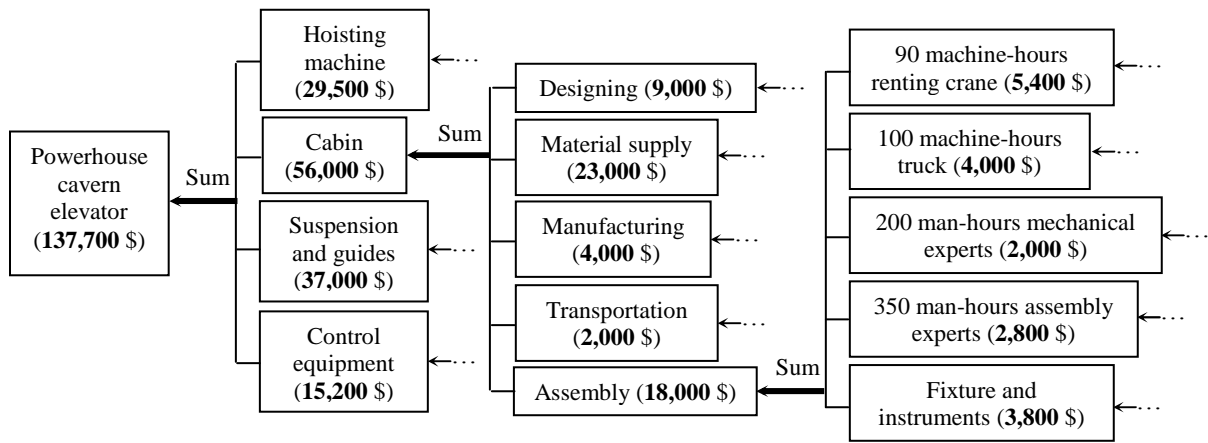 Powerhouse
cavern
elevator
(137,700 $)
Sum
Hoisting
machine
(29,500 $)
...
Cabin
(56,000 $)
Suspension
and guides
(37,000 $)
...
Control
equipment
(15,200 $)
...
Sum
Designing (9,000 $)
...
Material supply
(23,000 $)
...
Manufacturing
(4,000 $)
...
Transportation
(2,000 $)
...
Assembly (18,000 $)
Sum
90 machine-hours
renting crane (5,400 $)
...
100 machine-hours
truck (4,000 $)
...
200 man-hours mechanical
experts (2,000 $)
...
350 man-hours assembly
experts (2,800 $)
...
Fixture and
instruments (3,800 $)
...